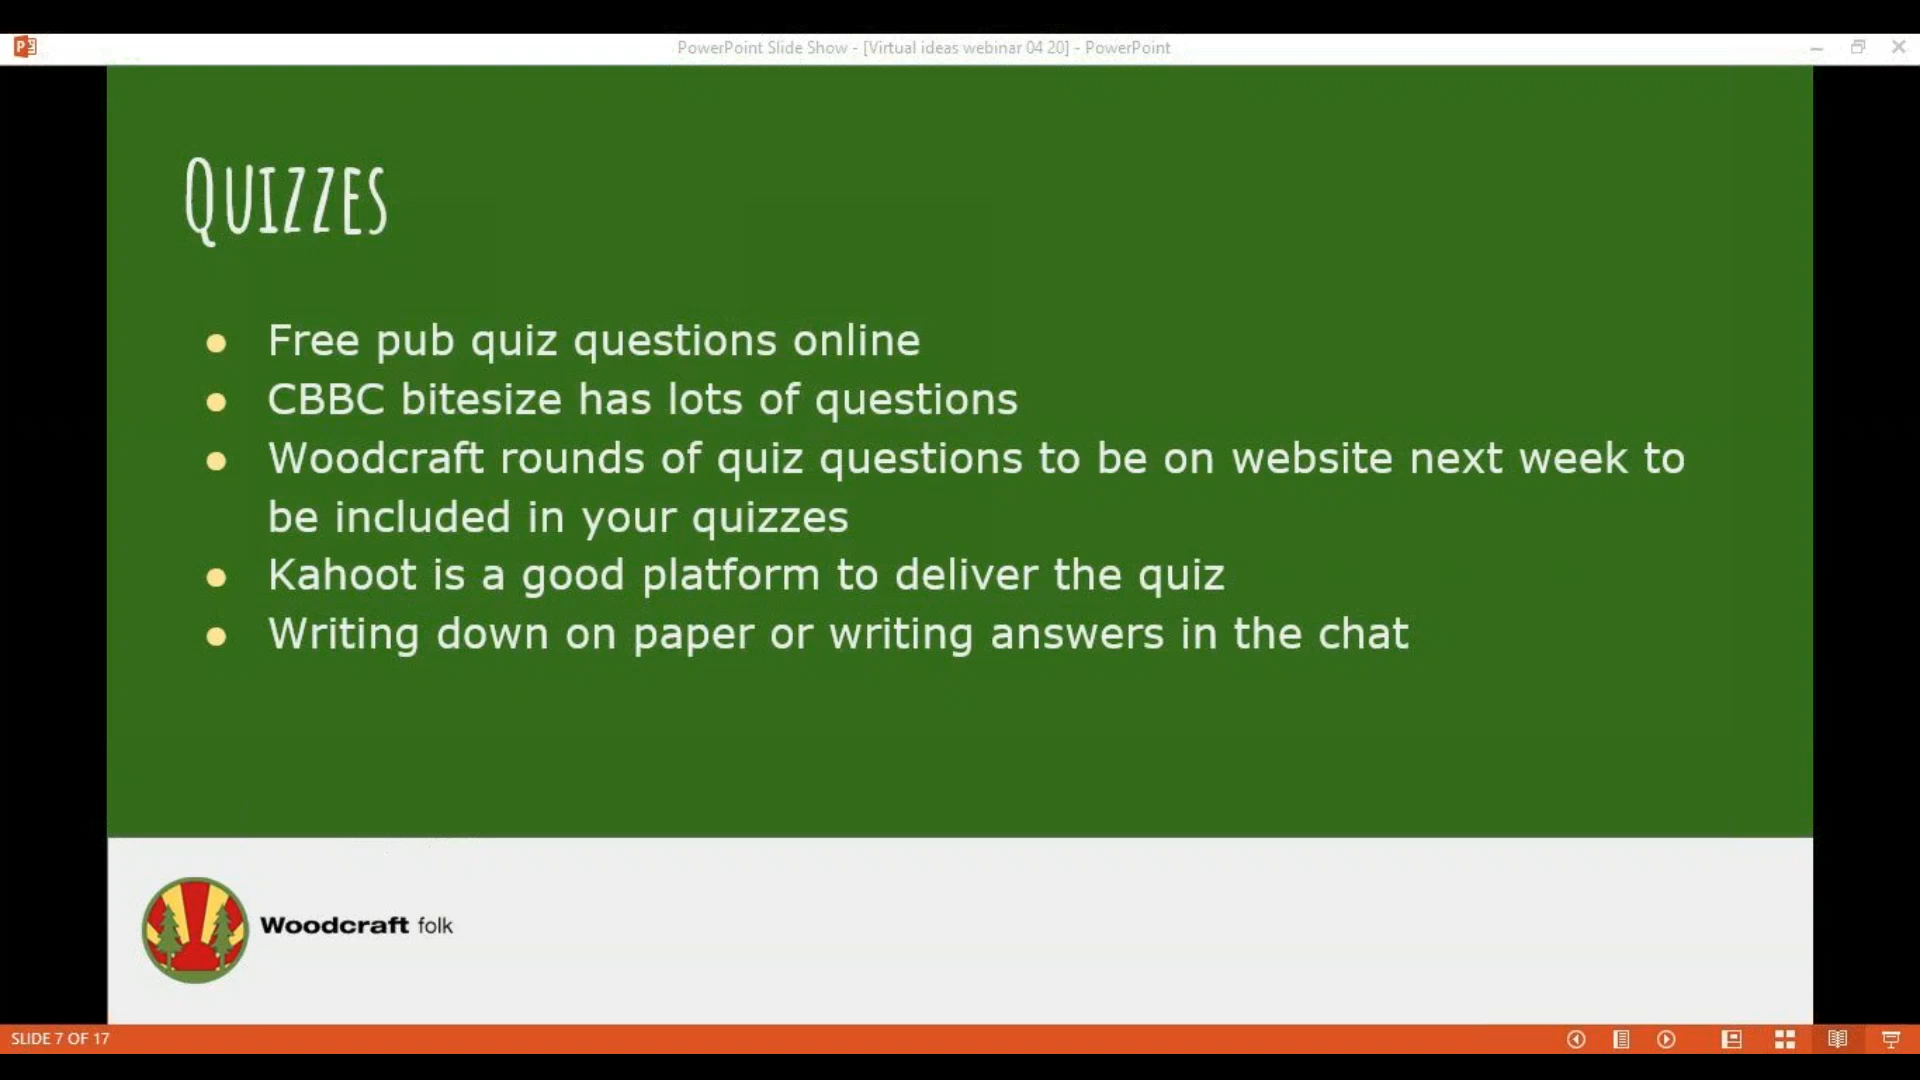 PowerPoint Slide Show - [Virtual ideas webinar 04 20] - PowerPoint
Quizzes
Free pub quiz questions online
CBBC bitesize has lots of questions
Woodcraft rounds of quiz questions to be on website next week to
be included in your quizzes
Kahoot is a good platform to deliver the quiz
Writing down on paper or writing answers in the chat
Woodcraft folk
SLIDE 7 OF 17